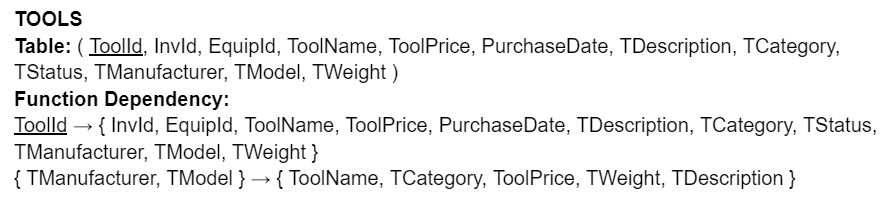 TOOLS
Table: ( ToolId, InvId, EquipId, ToolName, ToolPrice, PurchaseDate, TDescription, TCategory,
TStatus, TManufacturer, TModel, TWeight )
Function Dependency:
ToolId → { InvId, EquipId, ToolName, ToolPrice, PurchaseDate, TDescription, TCategory, TStatus,
TManufacturer, TModel, TWeight }
{ TManufacturer, TModel } → { ToolName, TCategory, ToolPrice, TWeight, TDescription }